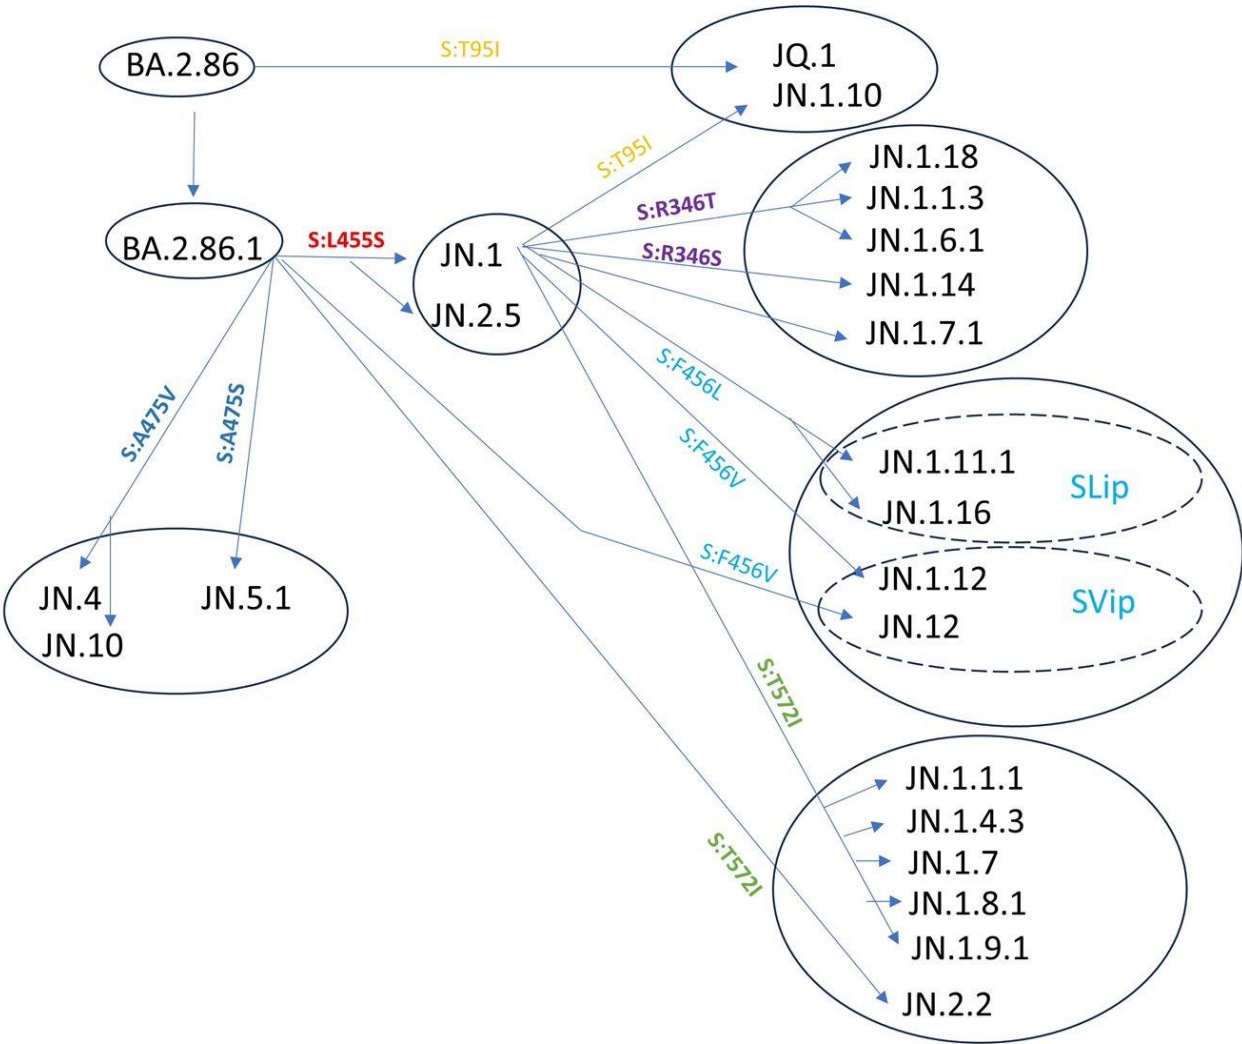 BA.2.86
S:T95I
JQ.1
JN.1.10
S:T95I
JN.1.18
S:R346T
JN.1.1.3
BA.2.86.1
S:L455S
JN.1
S:R346S
JN.1.6.1
JN.1.14
JN.2.5
JN.1.7.1
S:F456L
S:A475V
S:A475S
S:F456V
JN.1.11.1
SLip
JN.1.16
S:F456V
JN.1.12
SVip
JN.12
JN.4
JN.5.1
JN.10
S:T572I
JN.1.1.1
JN.1.4.3
S:T572I
JN.1.7
JN.1.8.1
JN.1.9.1
JN.2.2